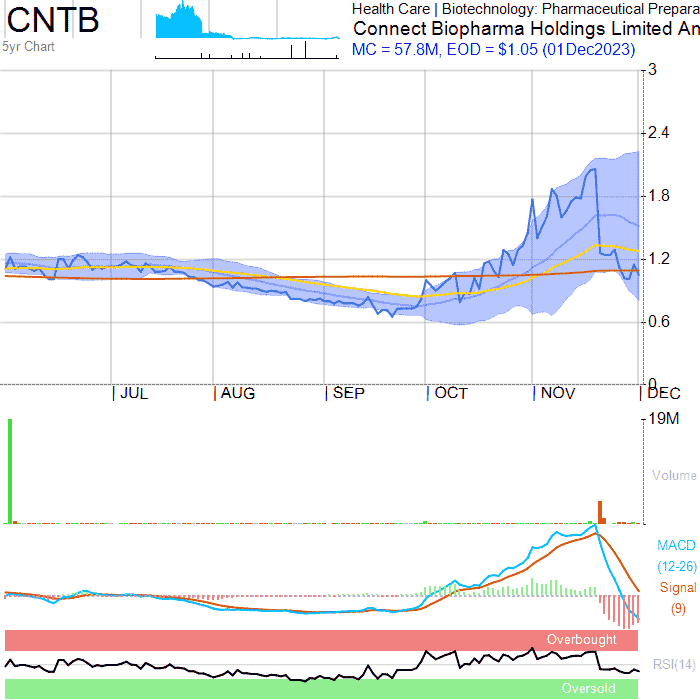 CNTB
5yr Chart
Health Care | Biotechnology: Pharmaceutical Prepara
Connect Biopharma Holdings Limited An
MC = 57.8M, EOD = $1.05 (01Dec2023)
3
2.4
1.8
1.2
0.6
0
JUL
AUG
SEP
OCT
NOV
DEC
19M
Volume
MACD
(12-26)
Signal
(9)
Overbought
RSI(14)
Oversold